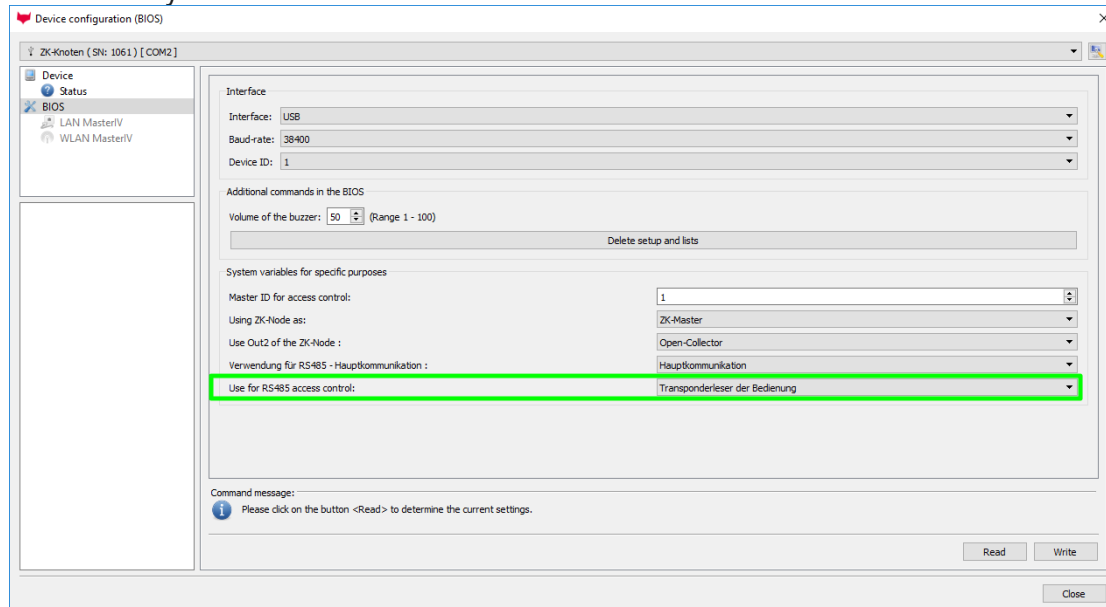 Device configuration (BIOS)
ZK-Knoten ( SN: 1061 ) [ COM2 ]
Device
Status
BIOS
LAN MasterIV
WLAN MasterIV
Interface
Interface: USB
Baud-rate: 38400
Device ID: 1
Additional commands in the BIOS
Volume of the buzzer: 50 (Range 1 - 100)
Delete setup and lists
System variables for specific purposes
Master ID for access control: 1
Using ZK-Node as: ZK-Master
Use Out2 of the ZK-Node : Open-Collector
Verwendung für RS485 - Hauptkommunikation : Hauptkommunikation
Use for RS485 access control: Transponderleser der Bedienung
Command message:
Please click on the button <Read> to determine the current settings.
Read Write
Close